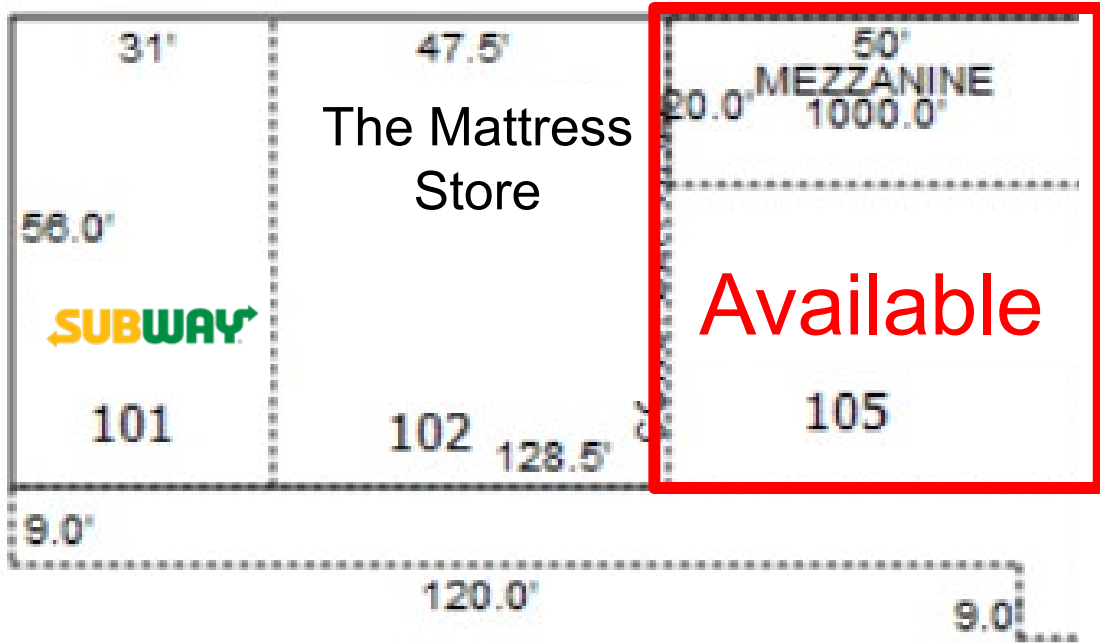 31'
47.5'
50'
MEZZANINE
20.0'
1000.0'
The Mattress
Store
56.0'
SUBWAY
Available
101
102
128.5'
105
9.0'
120.0'
9.0'